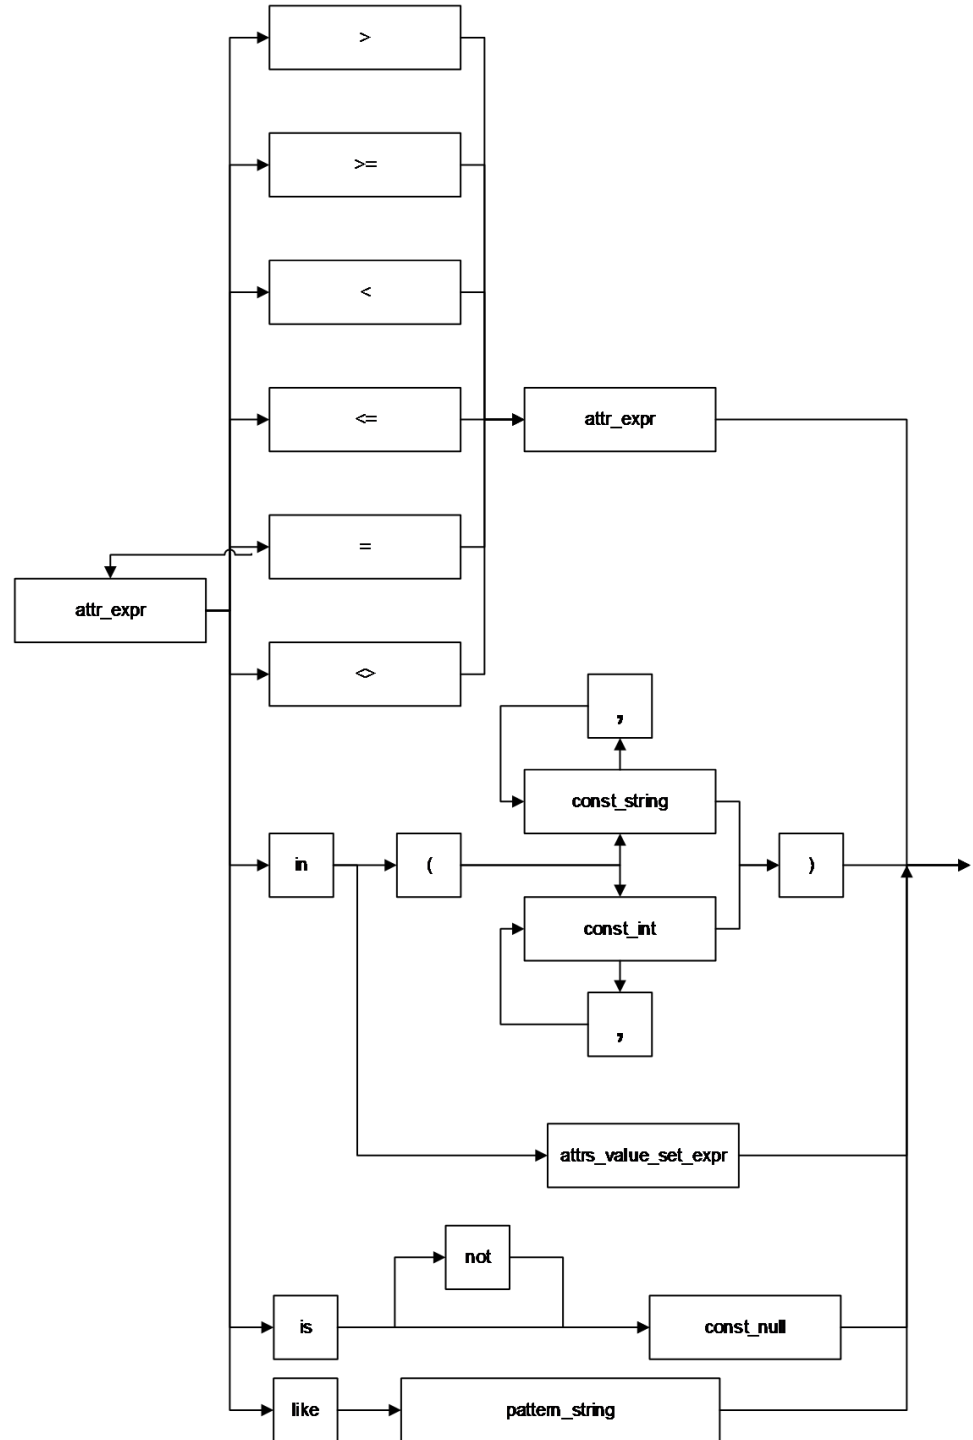 >
>=
<
<=
attr_expr
=
attr_expr
<>
,
const_string
in
(
)
const_int
,
attrs_value_set_expr
not
is
const_null
like
pattern_string